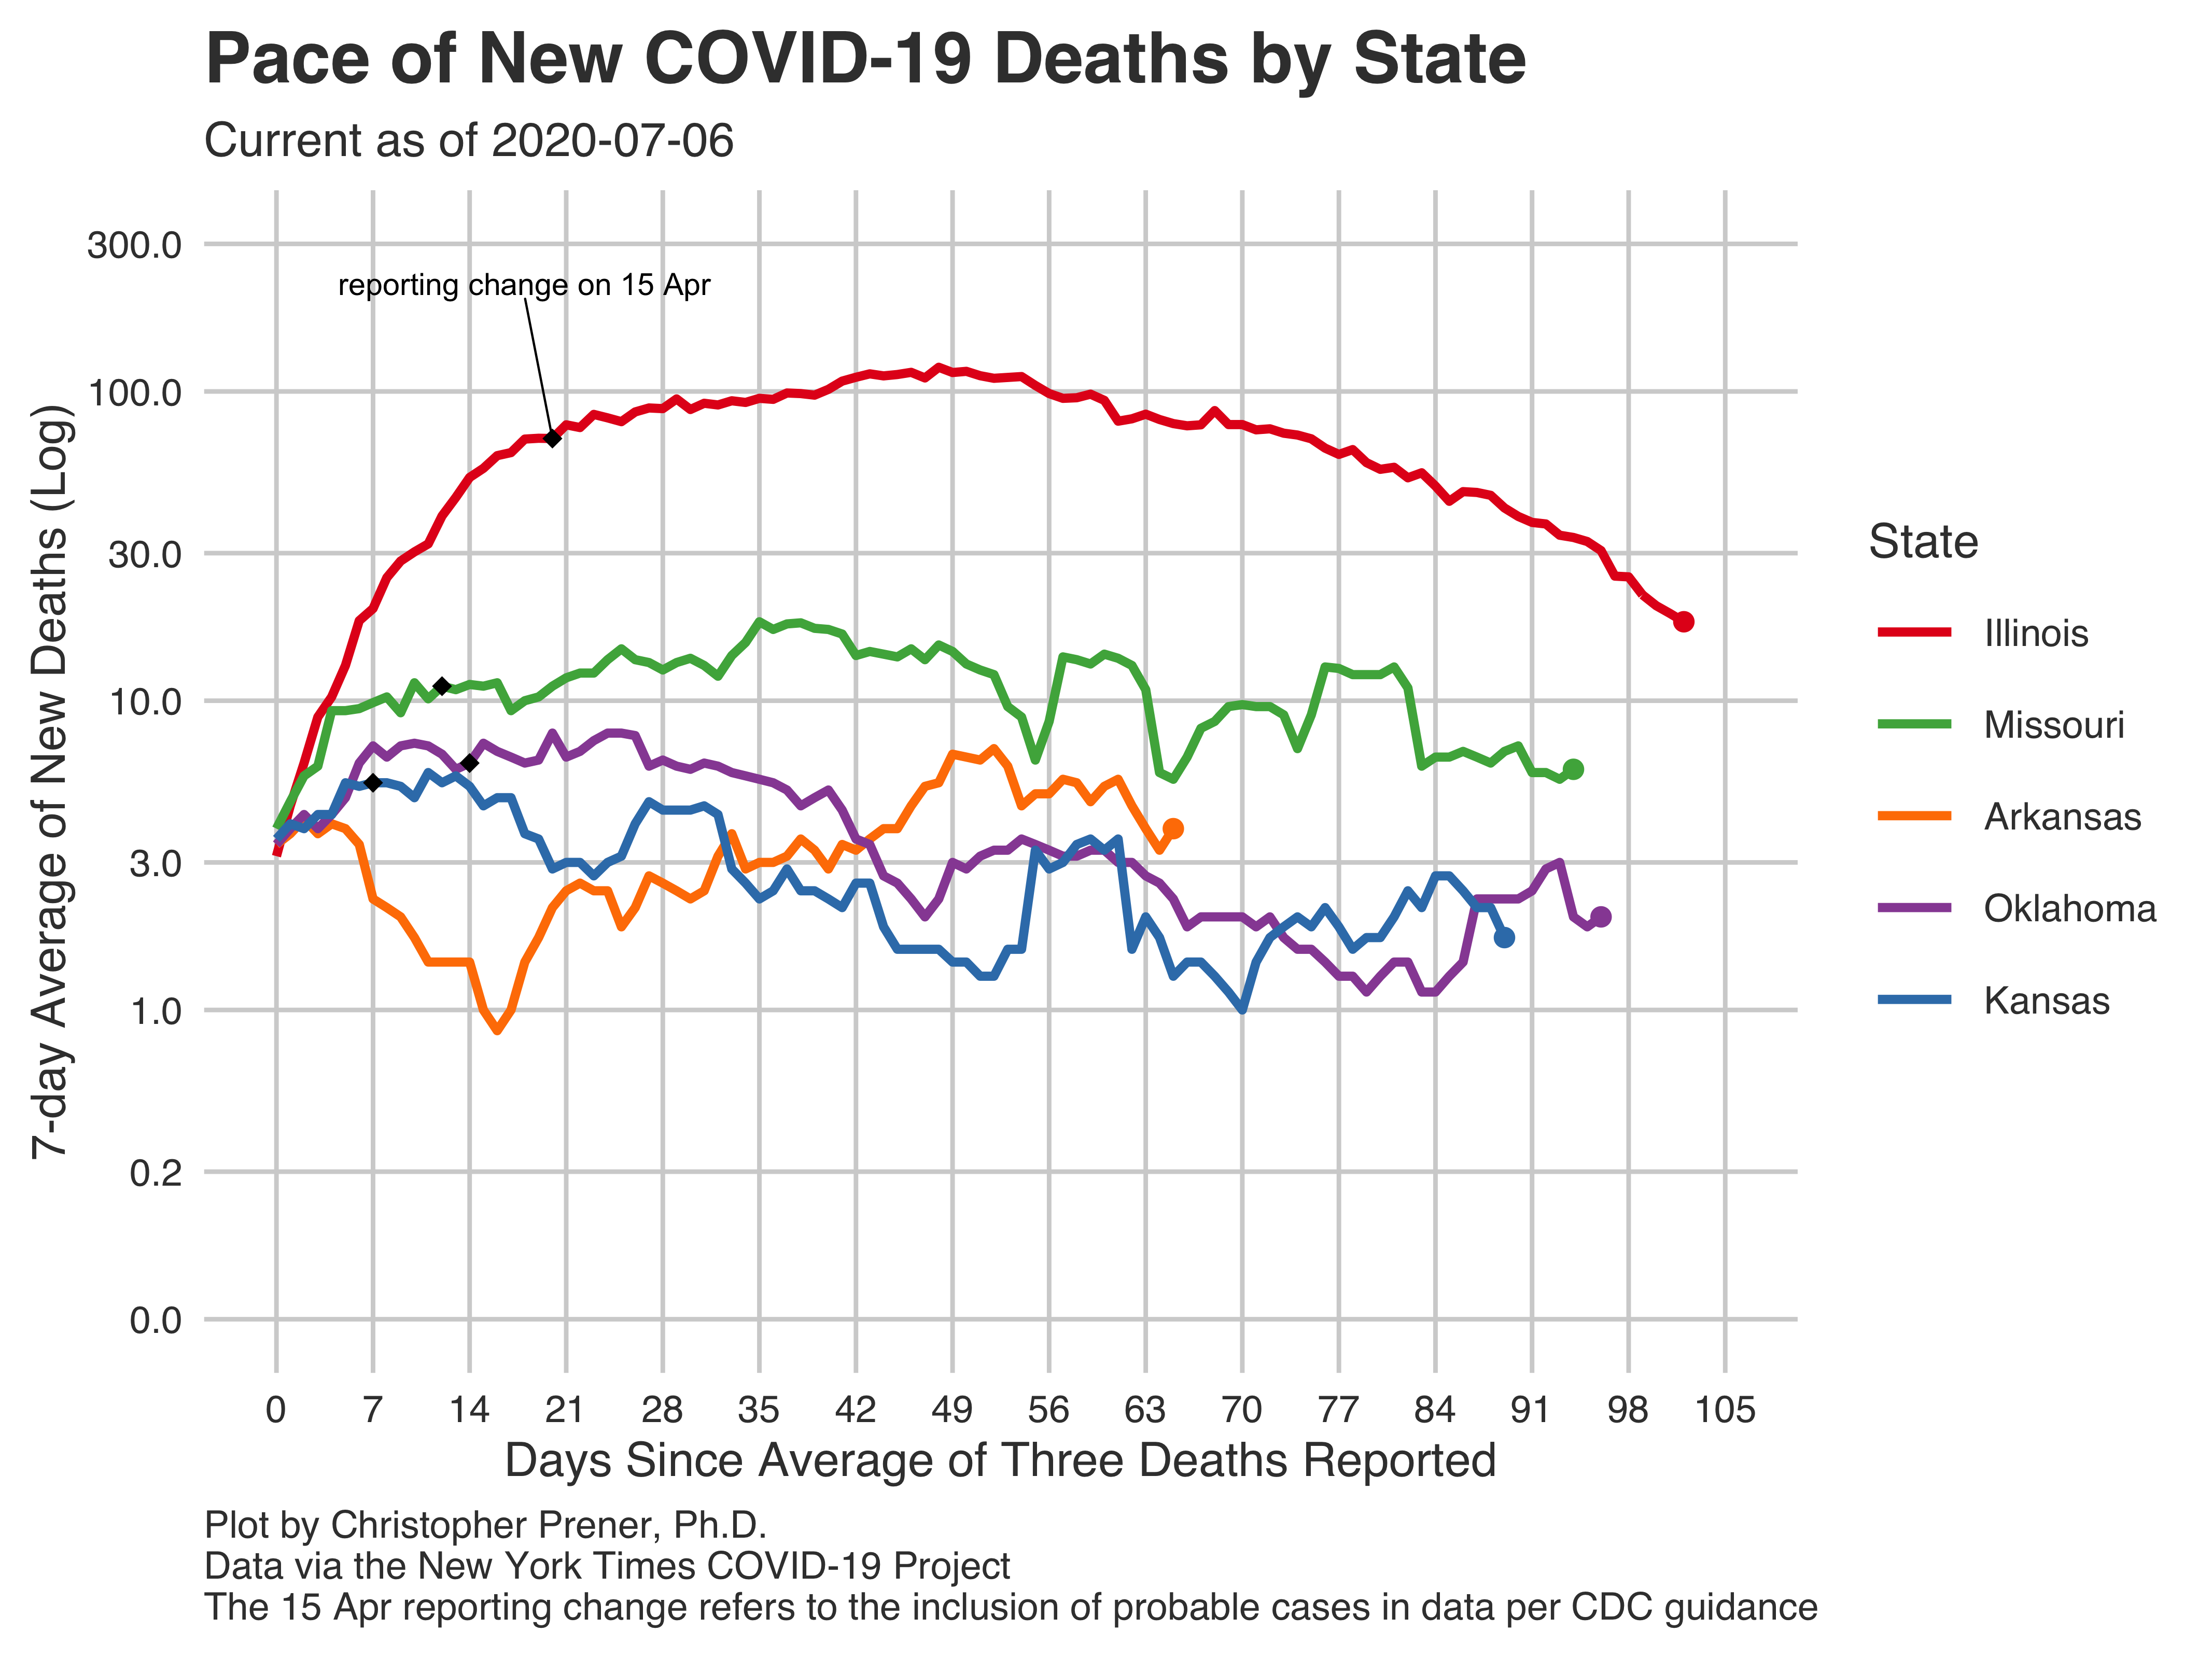 Pace of New COVID-19 Deaths by State
Current as of 2020-07-06
7-day Average of New Deaths (Log)
300.0
100.0
30.0
10.0
3.0
1.0
0.2
0.0
reporting change on 15 Apr
0 7 14 21 28 35 42 49 56 63 70 77 84 91 98 105
Days Since Average of Three Deaths Reported
State
Illinois
Missouri
Arkansas
Oklahoma
Kansas
Plot by Christopher Prener, Ph.D.
Data via the New York Times COVID-19 Project
The 15 Apr reporting change refers to the inclusion of probable cases in data per CDC guidance